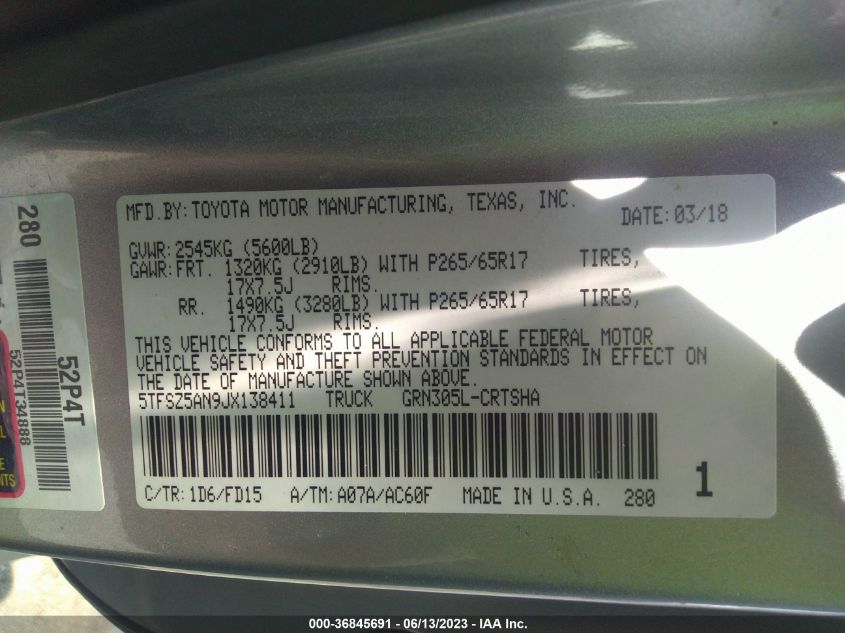 MFD.BY:TOYOTA MOTOR MANUFACTURING, TEXAS, INC. DATE:03/18
GVWR:2545KG (5600LB)
GAWR:FRT. 1320KG (2910LB) WITH P265/65R17 TIRES,
17X7.5J RIMS.
RR. 1490KG (3280LB) WITH P265/65R17 TIRES,
17X7.5J RIMS.
THIS VEHICLE CONFORMS TO ALL APPLICABLE FEDERAL MOTOR
VEHICLE SAFETY AND THEFT PREVENTION STANDARDS IN EFFECT ON
THE DATE OF MANUFACTURE SHOWN ABOVE.
5TFSZ5AN9JX138411 TRUCK GRN305L-CRTSHA
C/TR:1D6/FD15 A/TM:A07A/AC60F MADE IN U.S.A. 280
1
280
52P4T
52P4T34888
000-36845691 - 06/13/2023 - IAA Inc.